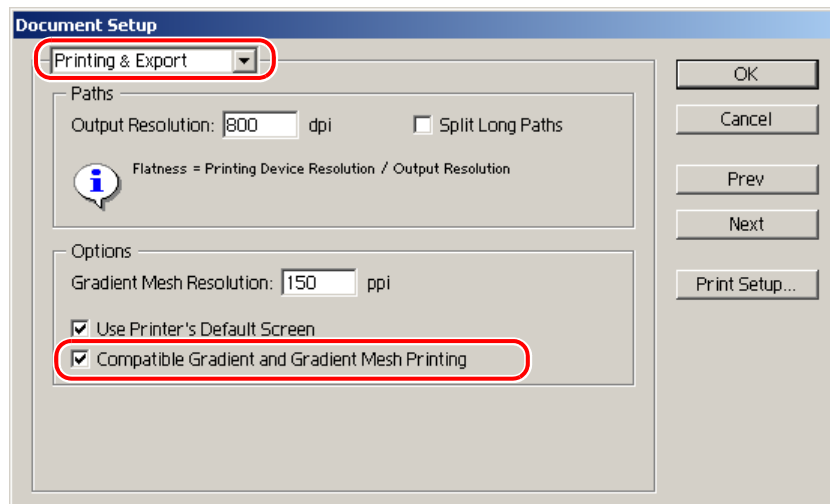 Document Setup
Printing & Export
OK
Paths
Output Resolution: 800 dpi Split Long Paths
Cancel
Flatness = Printing Device Resolution / Output Resolution
Prev
Next
Options
Gradient Mesh Resolution: 150 ppi
Print Setup...
Use Printer's Default Screen
Compatible Gradient and Gradient Mesh Printing